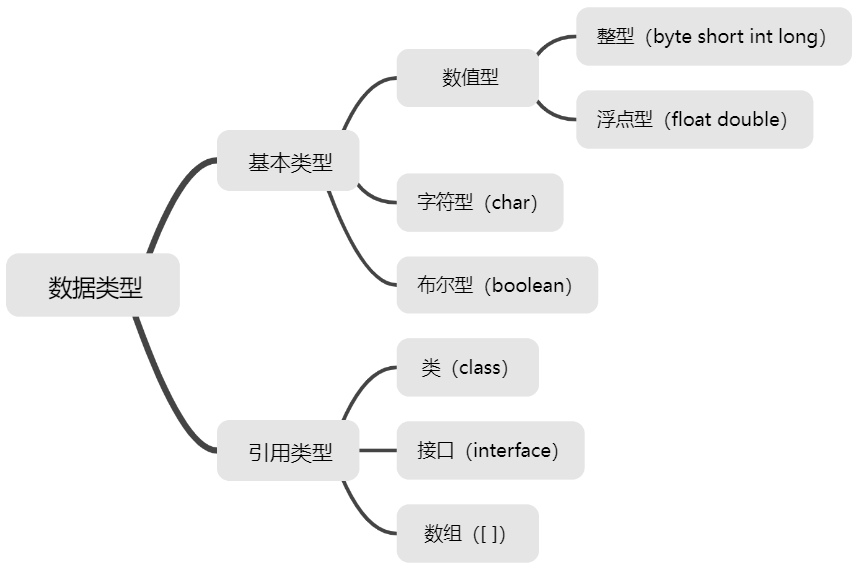 数据类型
基本类型
数值型
整型（byte short int long）
浮点型（float double）
字符型（char）
布尔型（boolean）
引用类型
类（class）
接口（interface）
数组（[ ]）